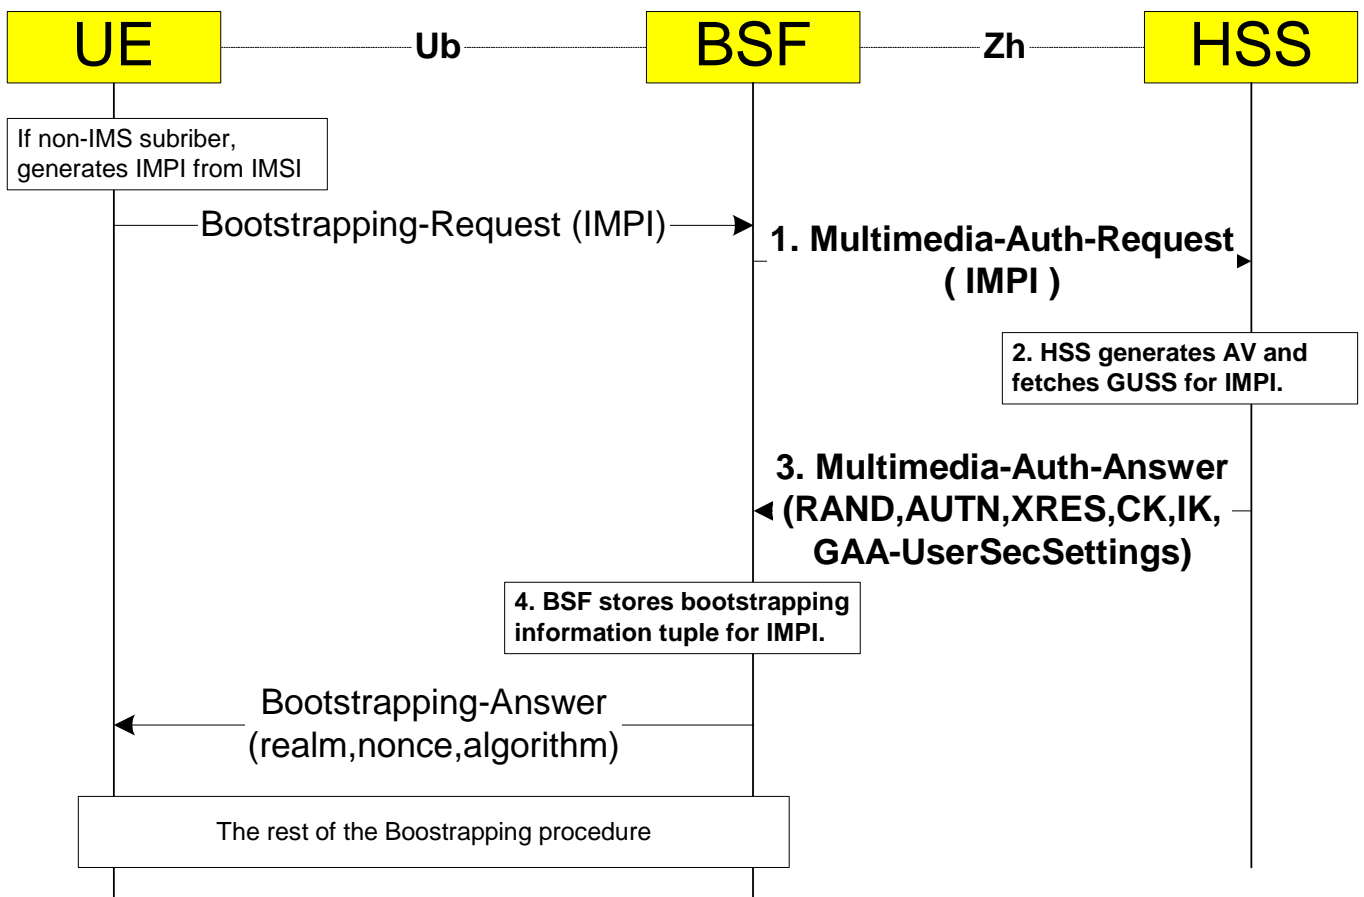 UE
Ub
BSF
Zh
HSS
If non-IMS subriber,
generates IMPI from IMSI
Bootstrapping-Request (IMPI)
1. Multimedia-Auth-Request
( IMPI )
2. HSS generates AV and
fetches GUSS for IMPI.
3. Multimedia-Auth-Answer
(RAND,AUTN,XRES,CK,IK,
GAA-UserSecSettings)
4. BSF stores bootstrapping
information tuple for IMPI.
Bootstrapping-Answer
(realm,nonce,algorithm)
The rest of the Boostrapping procedure